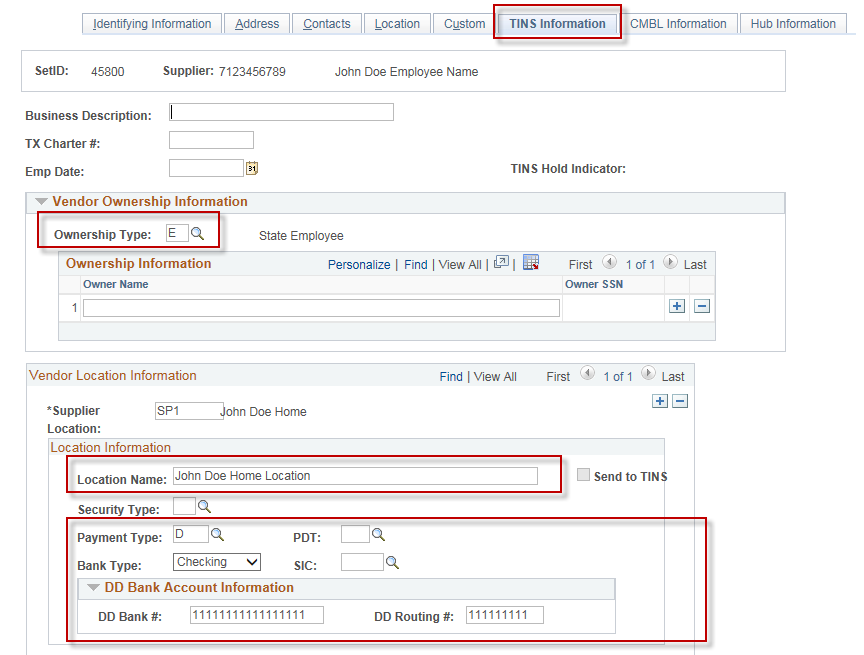 Identifying Information Address Contacts Location Custom TINS Information CMBL Information Hub Information
SetID: 45800 Supplier: 7123456789 John Doe Employee Name
Business Description:
TX Charter #:
Emp Date: 31 TINS Hold Indicator:
Vendor Ownership Information
Ownership Type: E State Employee
Ownership Information Personalize | Find | View All | | First 1 of 1 Last
Owner Name Owner SSN
1
Vendor Location Information Find | View All First 1 of 1 Last
*Supplier Location: SP1 John Doe Home
Location Information
Location Name: John Doe Home Location Send to TINS
Security Type:
Payment Type: D PDT:
Bank Type: Checking SIC:
DD Bank Account Information
DD Bank #: 11111111111111111 DD Routing #: 111111111